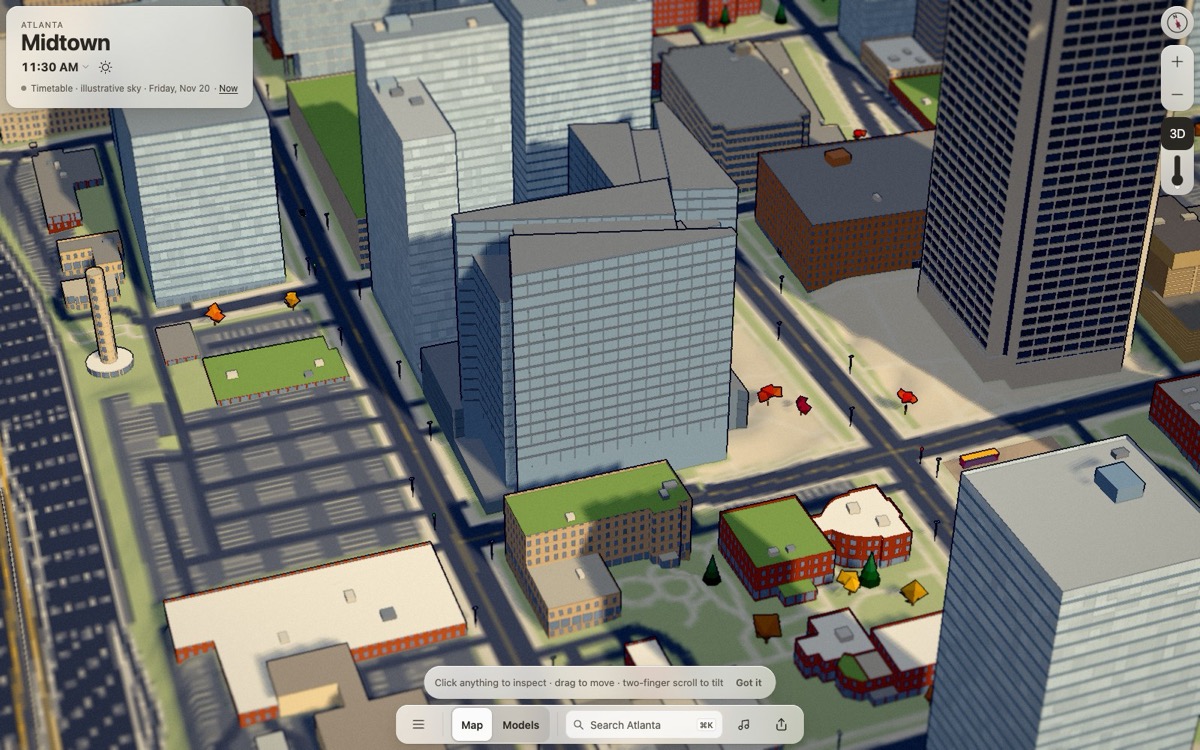 ATLANTA
Midtown
11:30 AM
Timetable · illustrative sky · Friday, Nov 20 · Now
3D
Click anything to inspect · drag to move · two-finger scroll to tilt Got it
Map Models Search Atlanta ⌘K